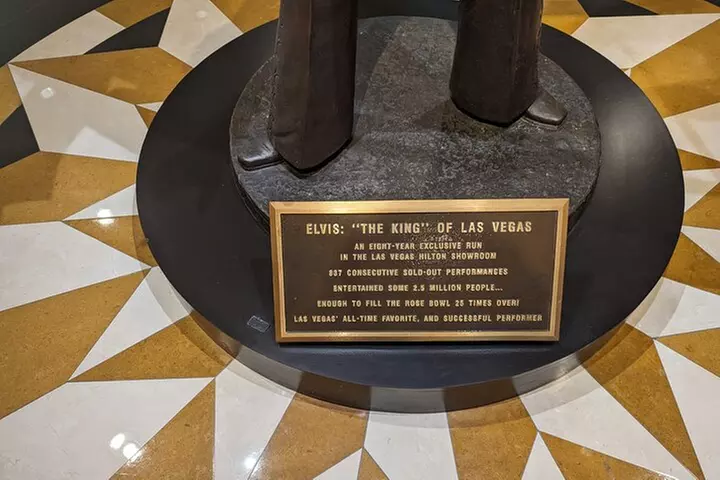 ELVIS: "THE KING" OF LAS VEGAS
AN EIGHT-YEAR EXCLUSIVE RUN
IN THE LAS VEGAS HILTON SHOWROOM
837 CONSECUTIVE SOLD-OUT PERFORMANCES
ENTERTAINED SOME 2.5 MILLION PEOPLE...
ENOUGH TO FILL THE ROSE BOWL 25 TIMES OVER!
LAS VEGAS' ALL-TIME FAVORITE, AND SUCCESSFUL PERFORMER